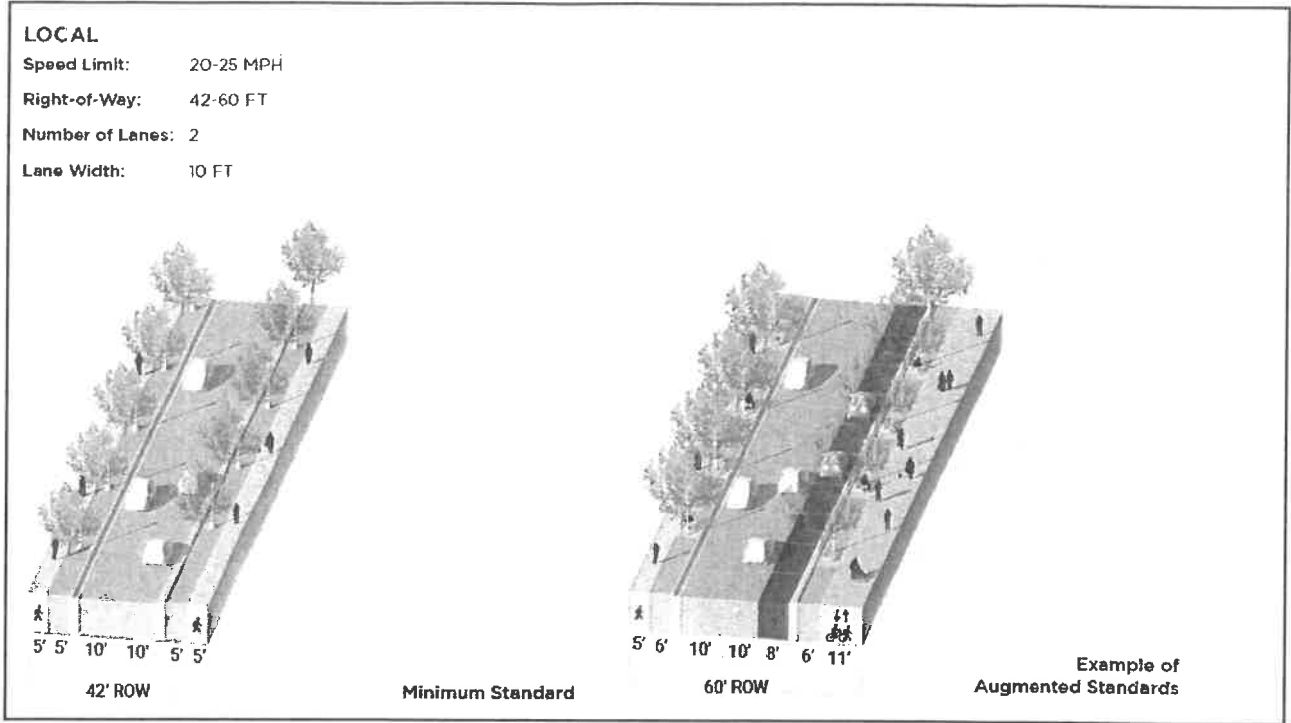 LOCAL
Speed Limit: 20-25 MPH
Right-of-Way: 42-60 FT
Number of Lanes: 2
Lane Width: 10 FT
5' 5' 10' 10' 5' 5'
42' ROW
Minimum Standard
5' 6' 10' 10' 8' 6' 11'
60' ROW
Example of
Augmented Standards